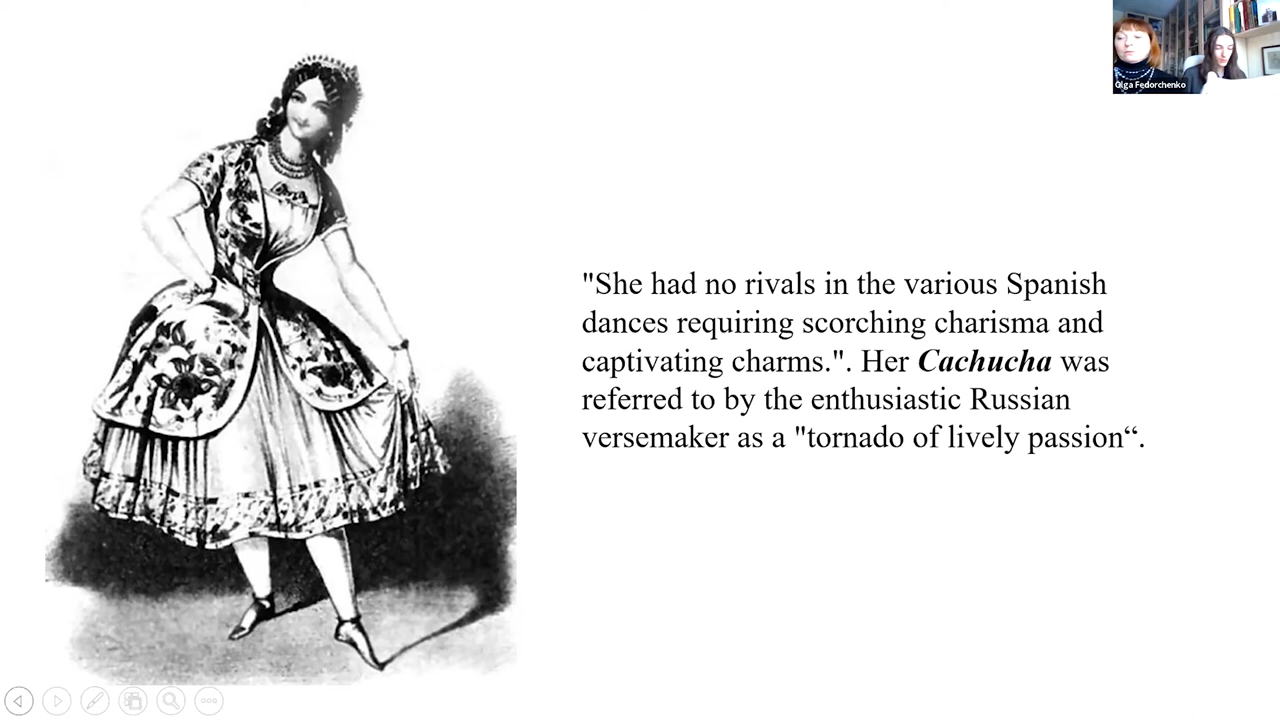 Olga Fedorchenko
"She had no rivals in the various Spanish
dances requiring scorching charisma and
captivating charms.". Her Cachucha was
referred to by the enthusiastic Russian
versemaker as a "tornado of lively passion“.